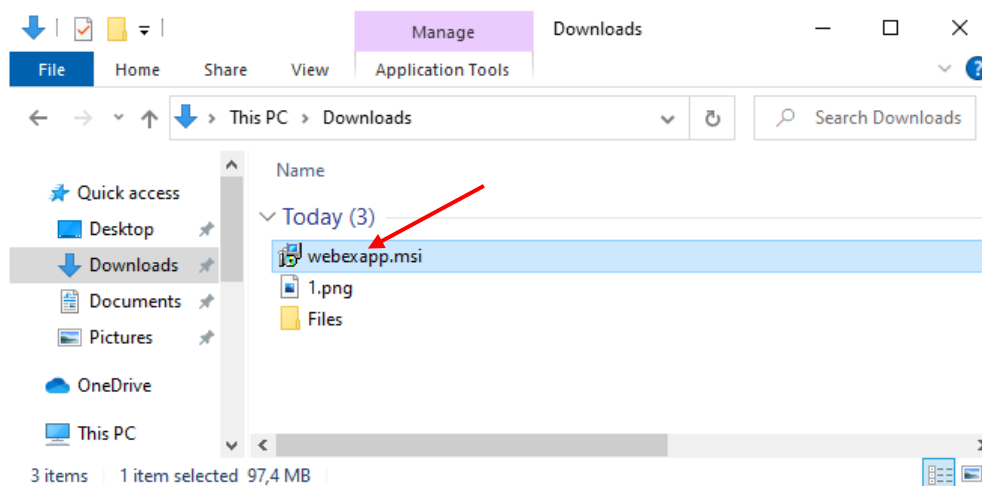 Manage
Downloads
File
Home
Share
View
Application Tools
?
This PC
Downloads
Search Downloads
Name
Quick access
Desktop
Downloads
Documents
Pictures
OneDrive
This PC
Today (3)
webexapp.msi
1.png
Files
3 items
1 item selected 97,4 MB